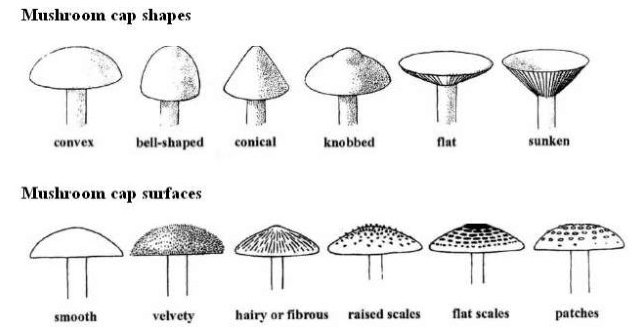 Mushroom cap shapes
convex bell-shaped conical knobbed flat sunken
Mushroom cap surfaces
smooth velvety hairy or fibrous raised scales flat scales patches